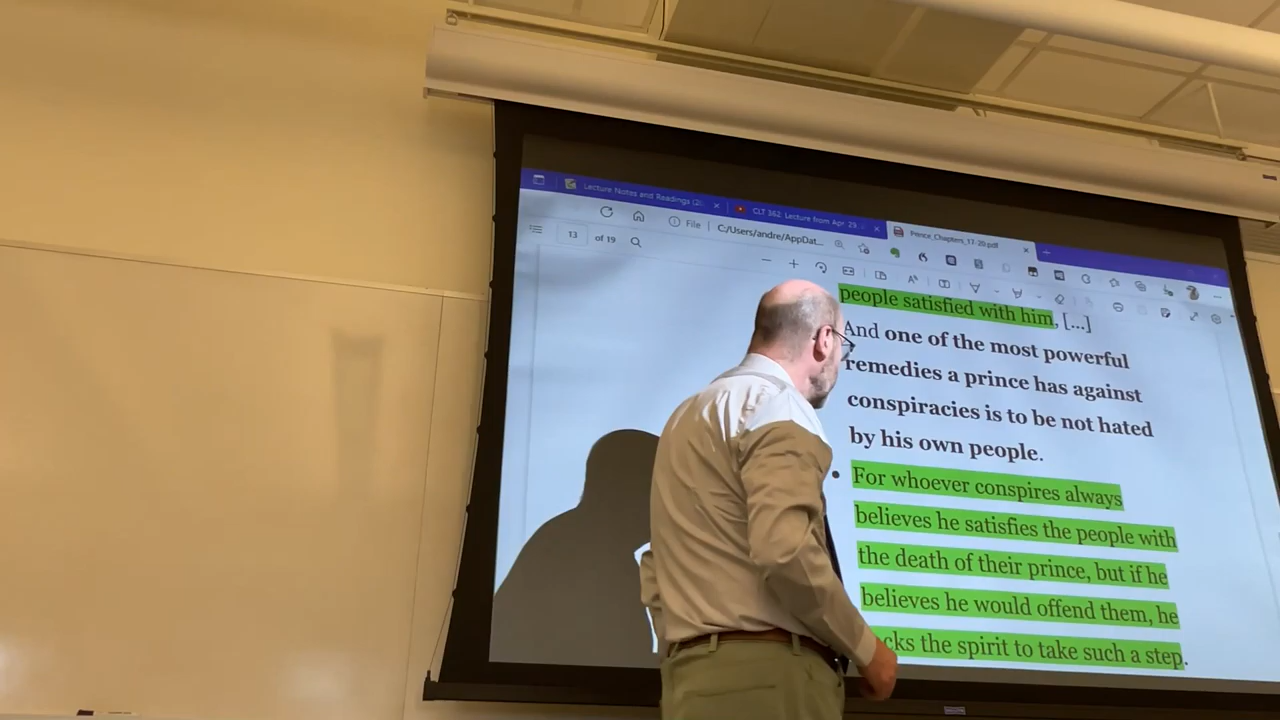 Lecture Notes and Readings (2
CLT 362: Lecture from Apr. 29,
Prince_Chapters_17-20.pdf
File | C:/Users/andre/AppDat...
13 of 19
people satisfied with him, [...]
And one of the most powerful
remedies a prince has against
conspiracies is to be not hated
by his own people.
• For whoever conspires always
believes he satisfies the people with
the death of their prince, but if he
believes he would offend them, he
cks the spirit to take such a step.